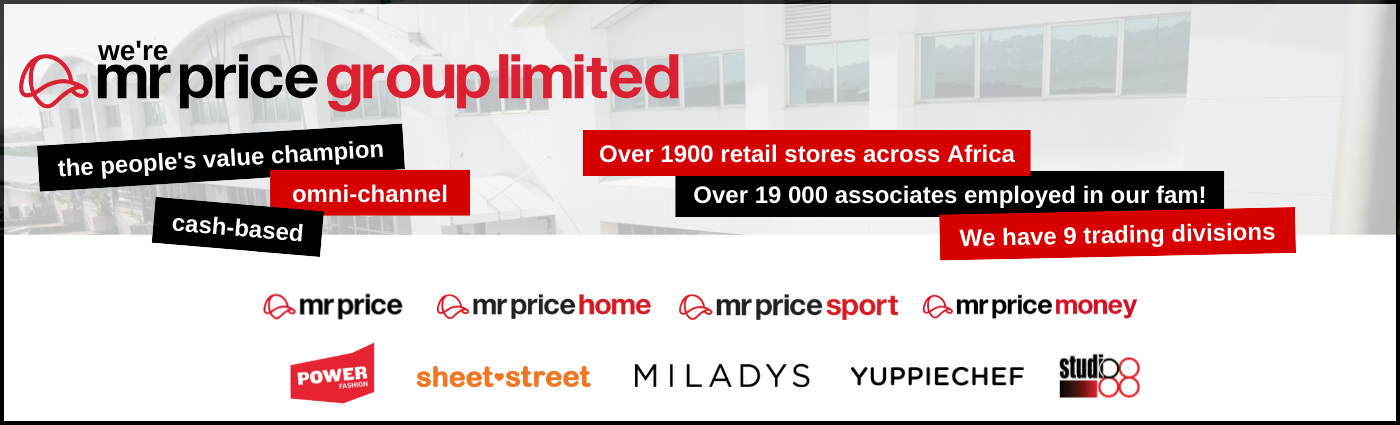 we're
mr price group limited
the people's value champion
omni-channel
cash-based
Over 1900 retail stores across Africa
Over 19 000 associates employed in our fam!
We have 9 trading divisions
mr price
mr price home
mr price sport
mr price money
POWER
FASHION
sheet street
MILADYS
YUPPIECHEF
studio
88